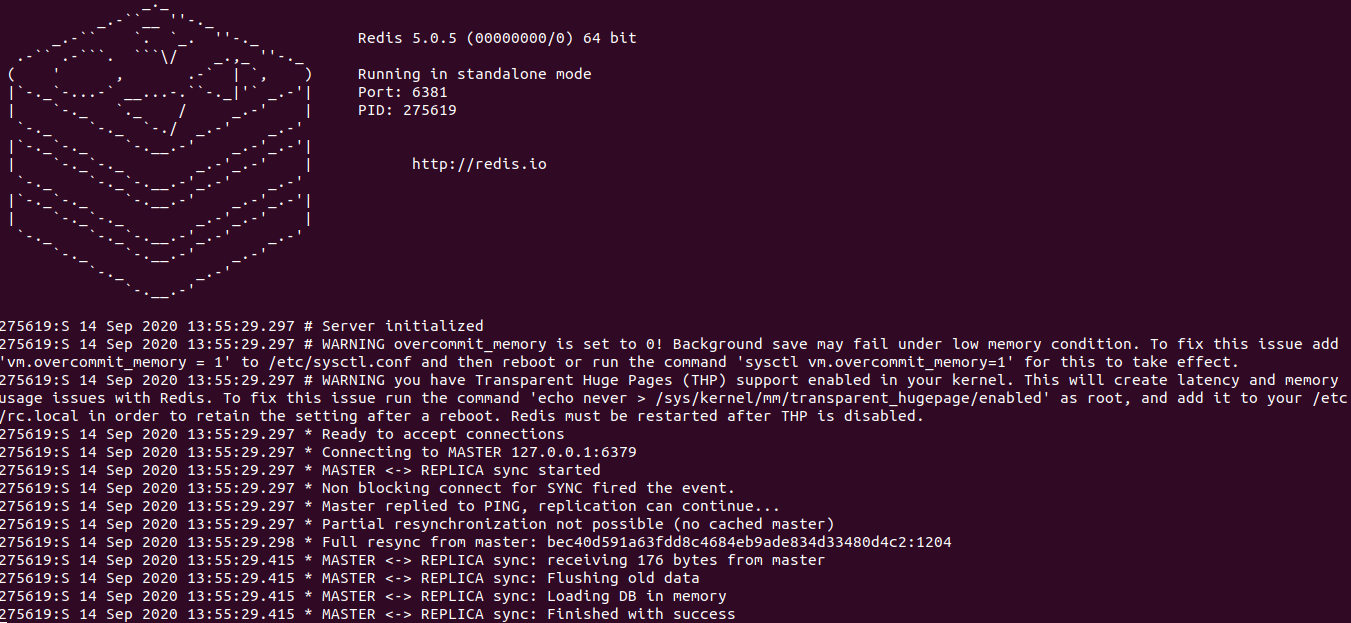 Redis 5.0.5 (00000000/0) 64 bit
Running in standalone mode
Port: 6381
PID: 275619
http://redis.io
275619:S 14 Sep 2020 13:55:29.297 # Server initialized
275619:S 14 Sep 2020 13:55:29.297 # WARNING overcommit_memory is set to 0! Background save may fail under low memory condition. To fix this issue add
'vm.overcommit_memory = 1' to /etc/sysctl.conf and then reboot or run the command 'sysctl vm.overcommit_memory=1' for this to take effect.
275619:S 14 Sep 2020 13:55:29.297 # WARNING you have Transparent Huge Pages (THP) support enabled in your kernel. This will create latency and memory
usage issues with Redis. To fix this issue run the command 'echo never > /sys/kernel/mm/transparent_hugepage/enabled' as root, and add it to your /etc
/rc.local in order to retain the setting after a reboot. Redis must be restarted after THP is disabled.
275619:S 14 Sep 2020 13:55:29.297 * Ready to accept connections
275619:S 14 Sep 2020 13:55:29.297 * Connecting to MASTER 127.0.0.1:6379
275619:S 14 Sep 2020 13:55:29.297 * MASTER <-> REPLICA sync started
275619:S 14 Sep 2020 13:55:29.297 * Non blocking connect for SYNC fired the event.
275619:S 14 Sep 2020 13:55:29.297 * Master replied to PING, replication can continue...
275619:S 14 Sep 2020 13:55:29.297 * Partial resynchronization not possible (no cached master)
275619:S 14 Sep 2020 13:55:29.298 * Full resync from master: bec40d591a63fdd8c4684eb9ade834d33480d4c2:1204
275619:S 14 Sep 2020 13:55:29.415 * MASTER <-> REPLICA sync: receiving 176 bytes from master
275619:S 14 Sep 2020 13:55:29.415 * MASTER <-> REPLICA sync: Flushing old data
275619:S 14 Sep 2020 13:55:29.415 * MASTER <-> REPLICA sync: Loading DB in memory
275619:S 14 Sep 2020 13:55:29.415 * MASTER <-> REPLICA sync: Finished with success